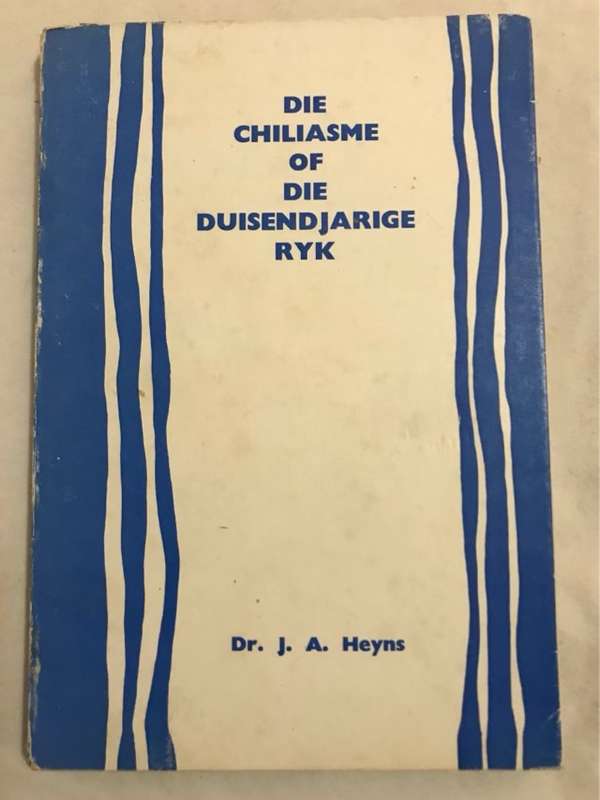 DIE
CHILIASME
OF
DIE
DUISENDJARIGE
RYK
Dr. J. A. Heyns